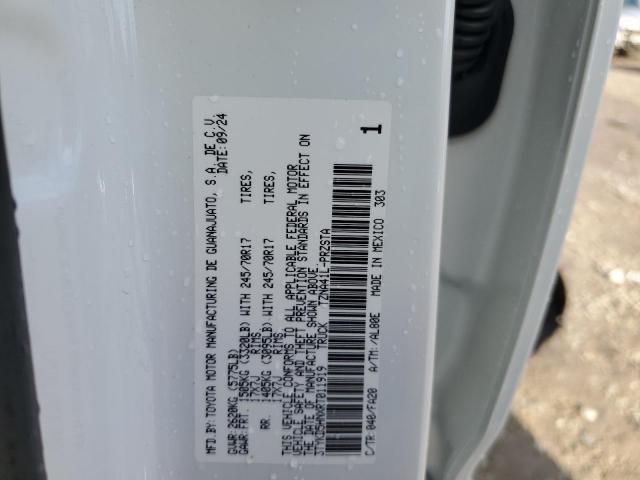 MFD.BY:TOYOTA MOTOR MANUFACTURING DE GUANAJUATO, S.A. DE C.V.
DATE: 09/24
GVWR:2620KG (5775LB)
GAWR:FRT. 1505KG (3320LB) WITH 245/70R17 TIRES,
17X7J RIMS
RR. 1405KG (3095LB) WITH 245/70R17 TIRES,
17X7J RIMS
THIS VEHICLE CONFORMS TO ALL APPLICABLE FEDERAL MOTOR
VEHICLE SAFETY AND THEFT PREVENTION STANDARDS IN EFFECT ON
THE DATE OF MANUFACTURE SHOWN ABOVE.
TRUCK TZNA41L-PRZSTA
C/TR:040/FA20 A/TM:/AL80E MADE IN MEXICO 303
1